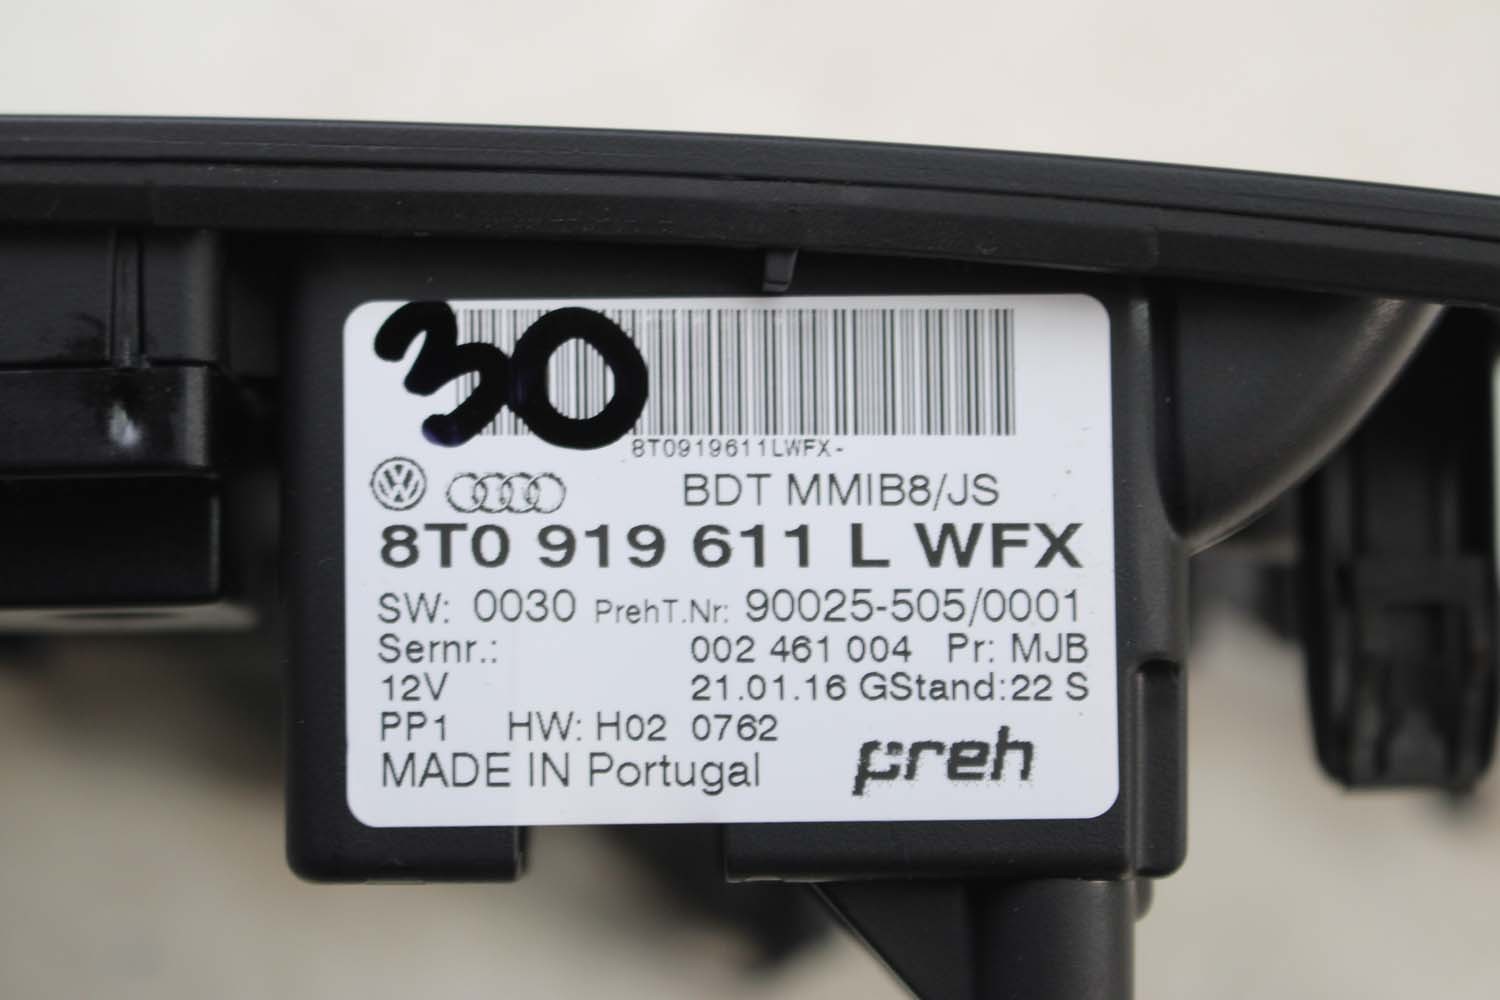 30
8T0919611LWFX-
BDT MMIB8/JS
8T0 919 611 L WFX
SW: 0030 PrehT.Nr: 90025-505/0001
Sernr.: 002 461 004 Pr: MJB
12V 21.01.16 GStand:22 S
PP1 HW: H02 0762
MADE IN Portugal preh